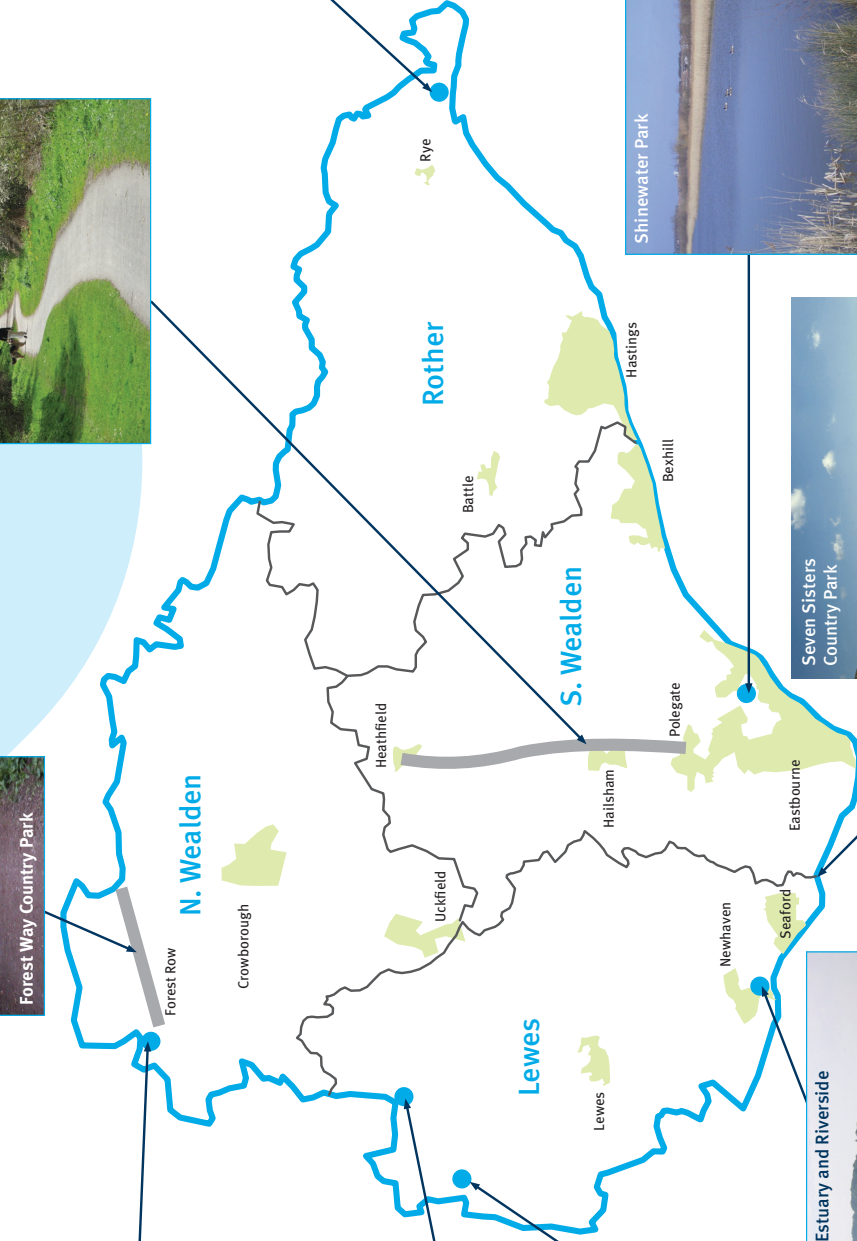 Forest Way Country Park
N. Wealden
Forest Row
Crowborough
Uckfield
Heathfield
Rother
Rye
Battle
Hastings
Bexhill
S. Wealden
Hailsham
Polegate
Eastbourne
Lewes
Lewes
Newhaven
Seaford
Shinewater Park
Seven Sisters
Country Park
Estuary and Riverside